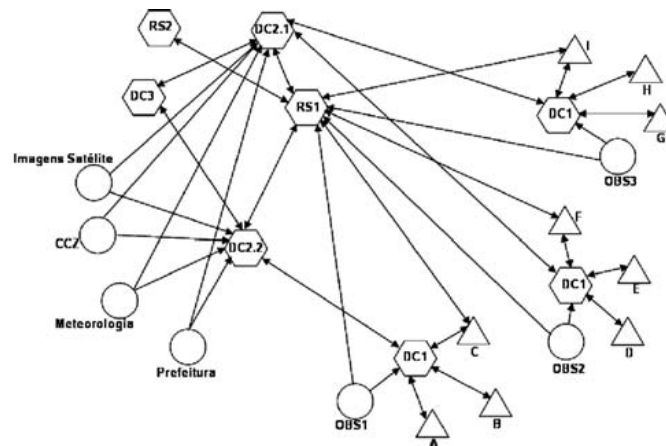 RS2
DC2.1
I
H
DC3
RS1
DC1
G
Imagens Satélite
OBS3
CCZ
F
DC2.2
DC1
E
Meteorologia
D
Prefeitura
C
OBS2
DC1
OBS1
B
A